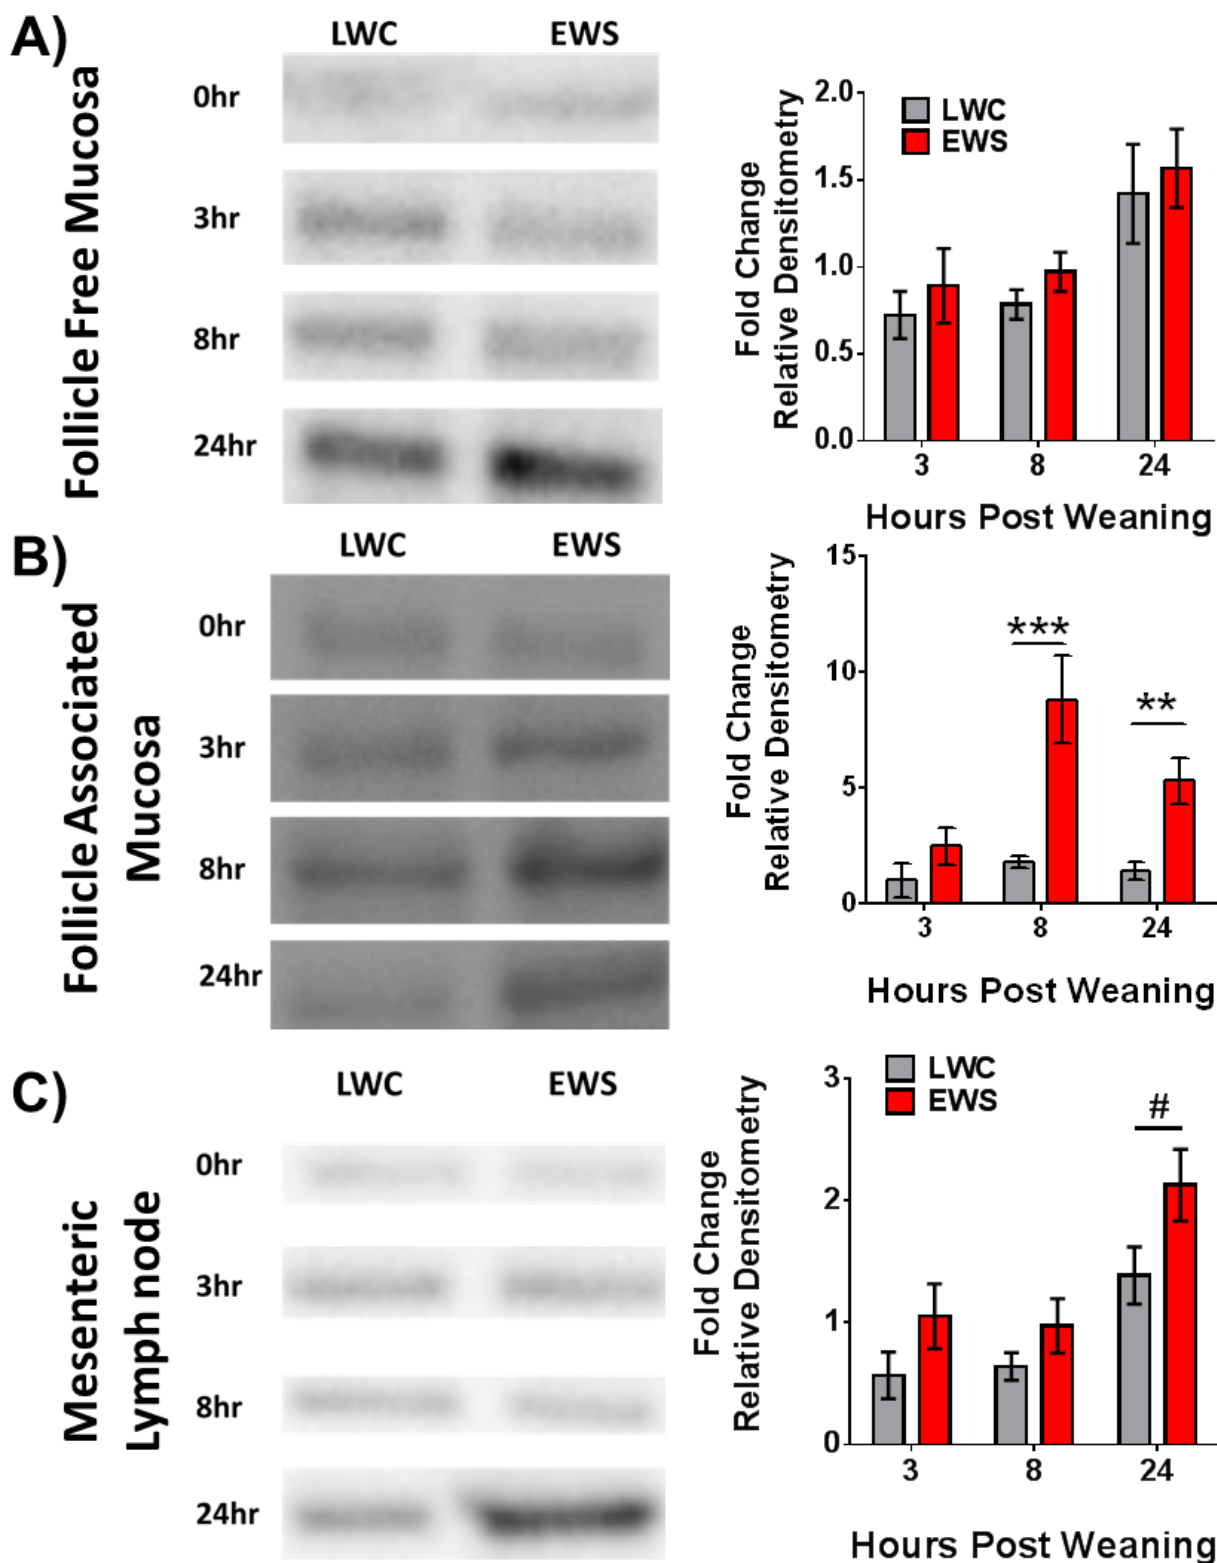 A)
Follicle Free Mucosa
LWC EWS
0hr
3hr
8hr
24hr
Fold Change
Relative Densitometry
2.0
1.5
1.0
0.5
0.0
LWC
EWS
3 8 24
Hours Post Weaning
B)
Follicle Associated
Mucosa
LWC EWS
0hr
3hr
8hr
24hr
Fold Change
Relative Densitometry
15
10
5
0
***
**
3 8 24
Hours Post Weaning
C)
Mesenteric
Lymph node
LWC EWS
0hr
3hr
8hr
24hr
Fold Change
Relative Densitometry
3
2
1
0
LWC
EWS
#
3 8 24
Hours Post Weaning